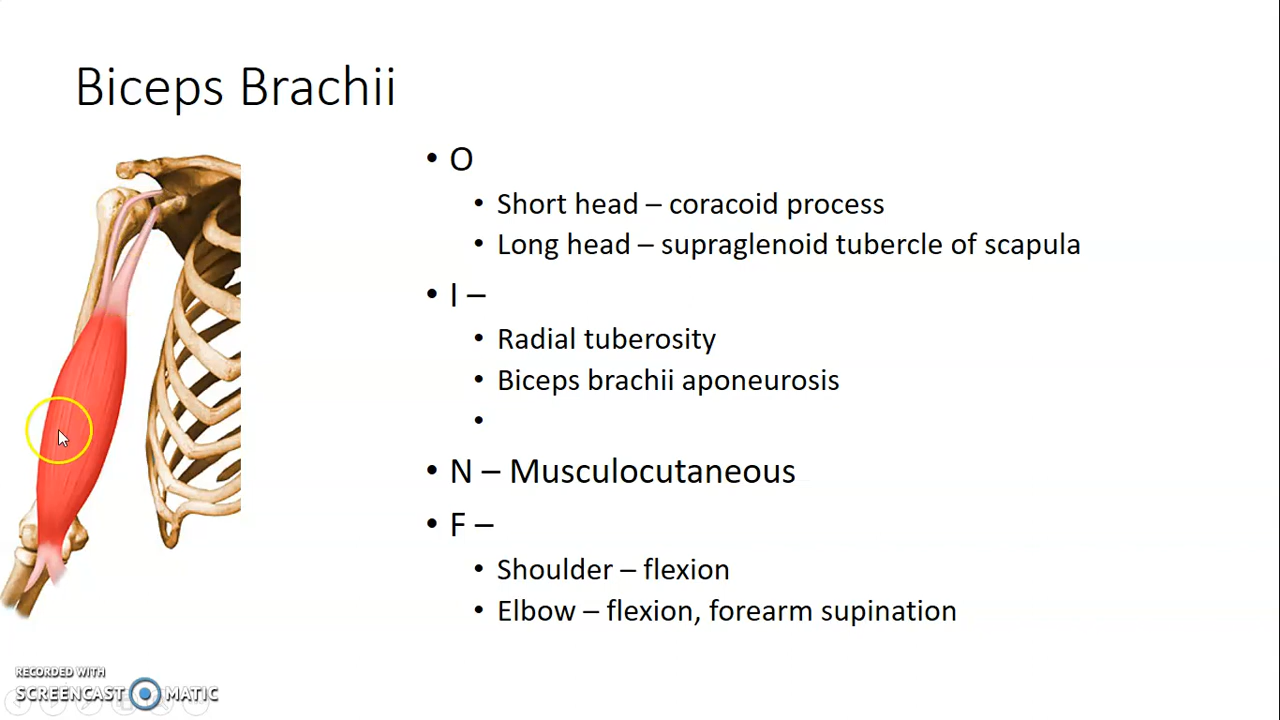 Biceps Brachii
• O
• Short head – coracoid process
• Long head – supraglenoid tubercle of scapula
• I –
• Radial tuberosity
• Biceps brachii aponeurosis
•
• N – Musculocutaneous
• F –
• Shoulder – flexion
• Elbow – flexion, forearm supination
RECORDED WITH
SCREENCAST MATIC